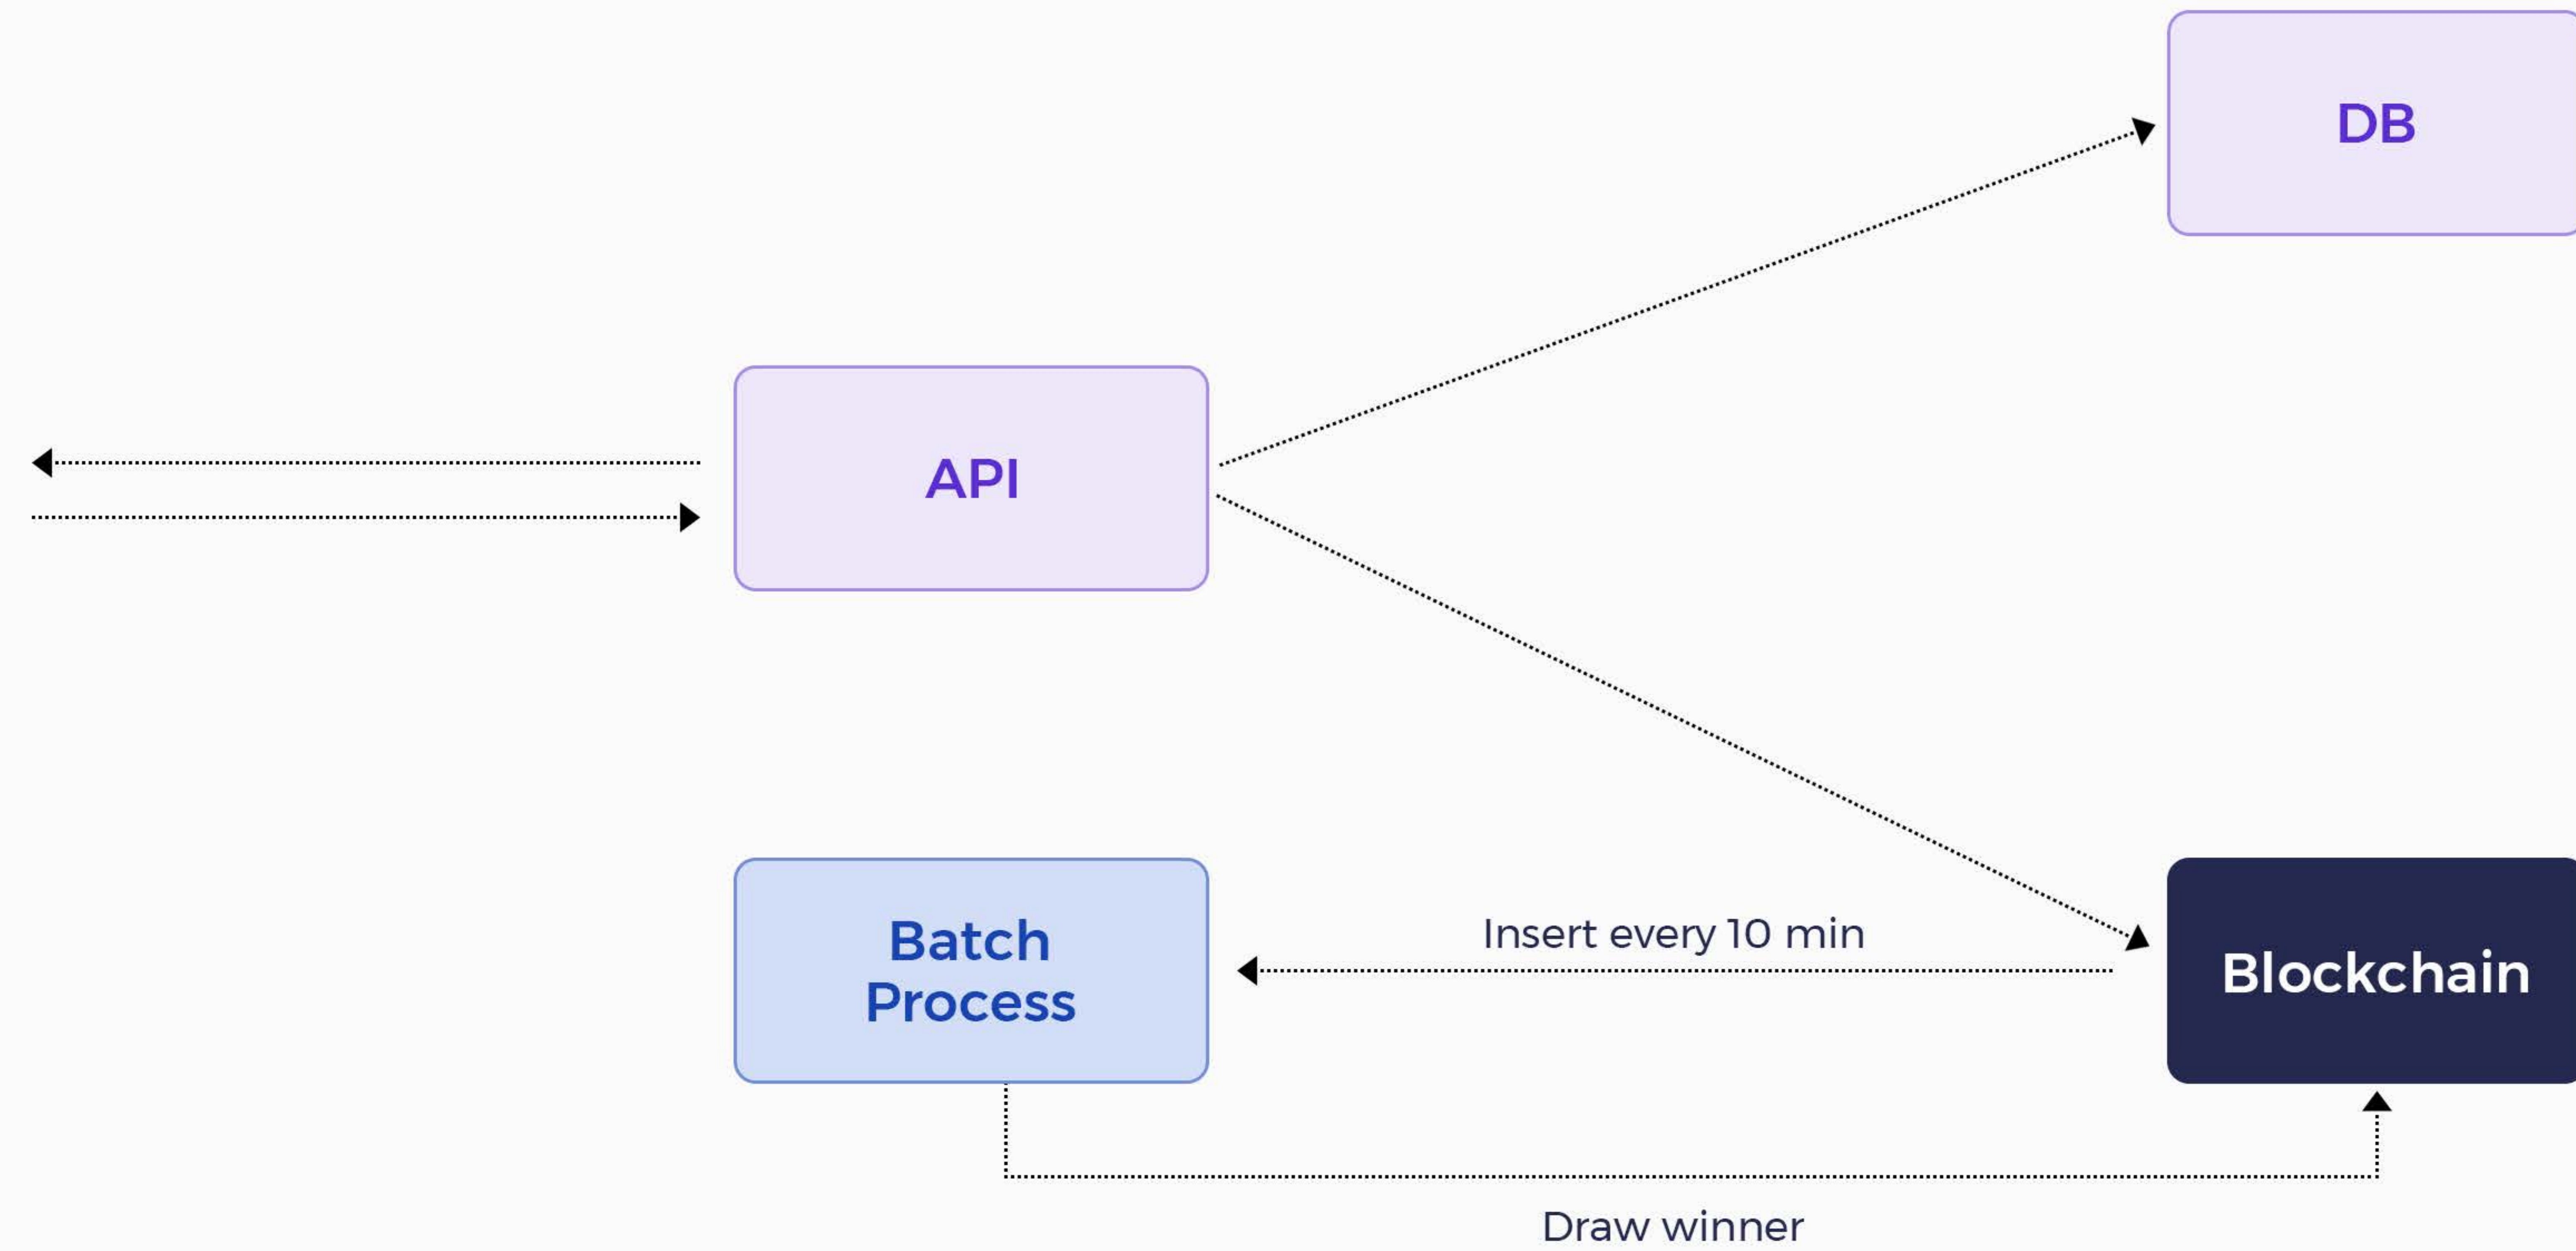 DB
API
Insert every 10 min
Batch
Process
Blockchain
Draw winner